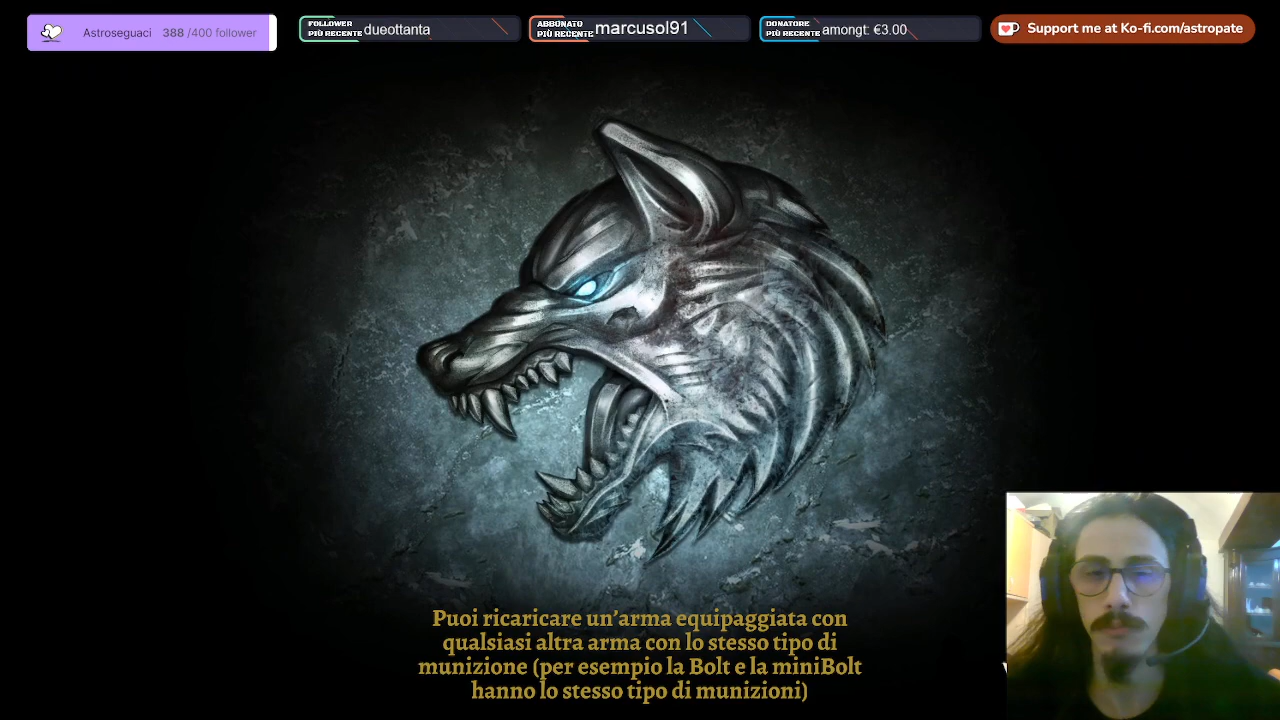 Astroseguaci 388 /400 follower
FOLLOWER
PIÙ RECENTE dueottanta
ABBONATO
PIÙ RECENTE marcusol91
DONATORE
PIÙ RECENTE amongt: €3.00
Support me at Ko-fi.com/astropate
Puoi ricaricare un'arma equipaggiata con
qualsiasi altra arma con lo stesso tipo di
munizione (per esempio la Bolt e la miniBolt
hanno lo stesso tipo di munizioni)